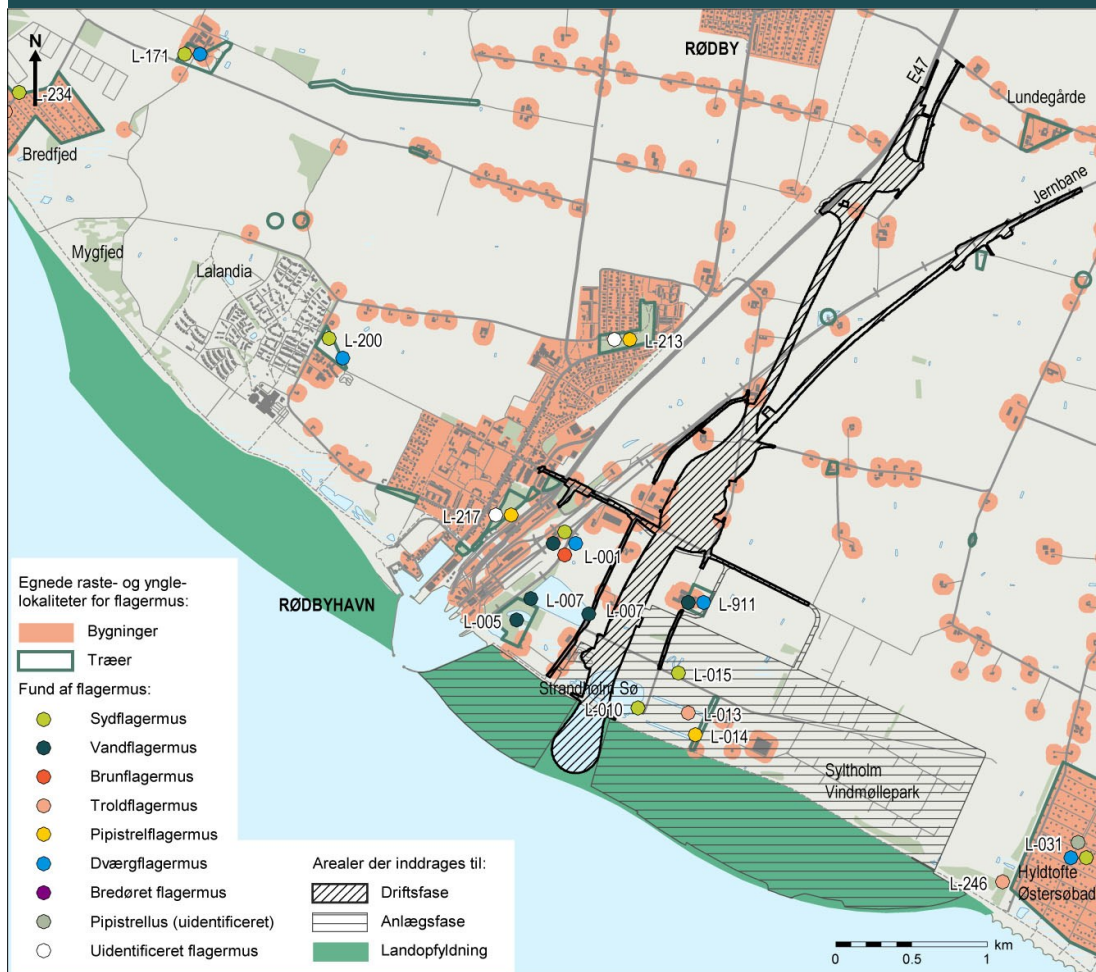 RØDBY
E47
N
L-171
L-234
Bredfjed
Lundegårde
Jernbane
Mygfjed
Lalandia
L-200
L-213
L-217
L-001
RØDBYHAVN
L-007
L-007
L-005
L-911
L-015
Strandholm Sø
L-010
L-013
L-014
Syltholm
Vindmøllepark
L-031
Hyldtofte
Østersøbad
L-246
Egnede raste- og yngle-
lokaliteter for flagermus:
Bygninger
Træer
Fund af flagermus:
Sydflagermus
Vandflagermus
Brunflagermus
Troldflagermus
Pipistrelflagermus
Dværgflagermus
Bredøret flagermus
Pipistrellus (uidentificeret)
Uidentificeret flagermus
Arealer der inddrages til:
Driftsfase
Anlægsfase
Landopfyldning
km
0 0.5 1